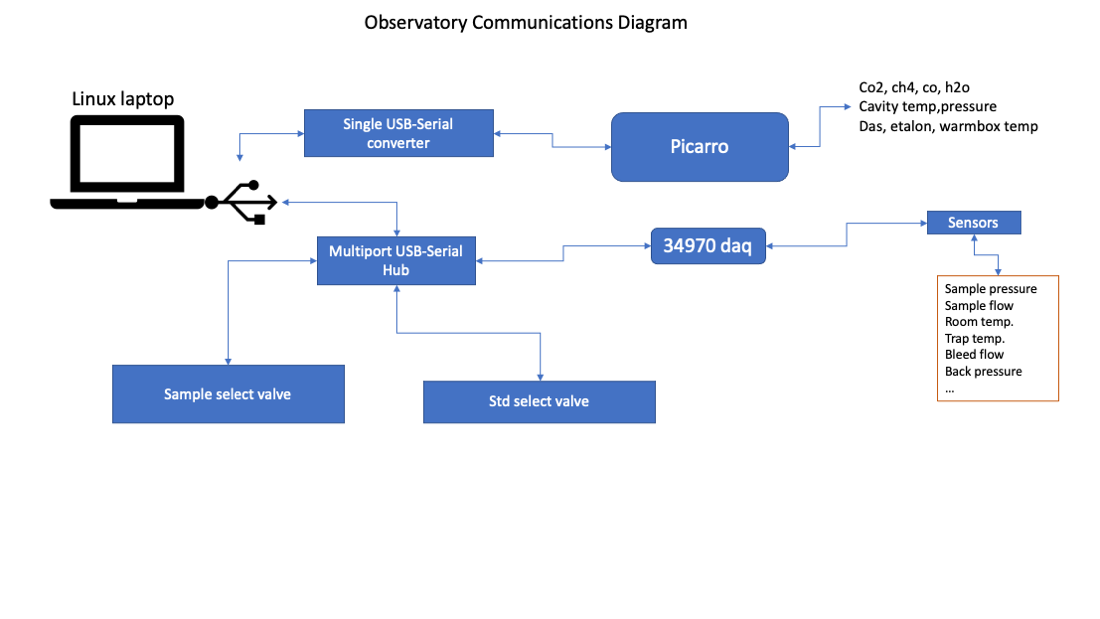 Observatory Communications Diagram
Linux laptop
Single USB-Serial
converter
Picarro
Co2, ch4, co, h2o
Cavity temp,pressure
Das, etalon, warmbox temp
Multiport USB-Serial
Hub
34970 daq
Sensors
Sample pressure
Sample flow
Room temp.
Trap temp.
Bleed flow
Back pressure
...
Sample select valve
Std select valve